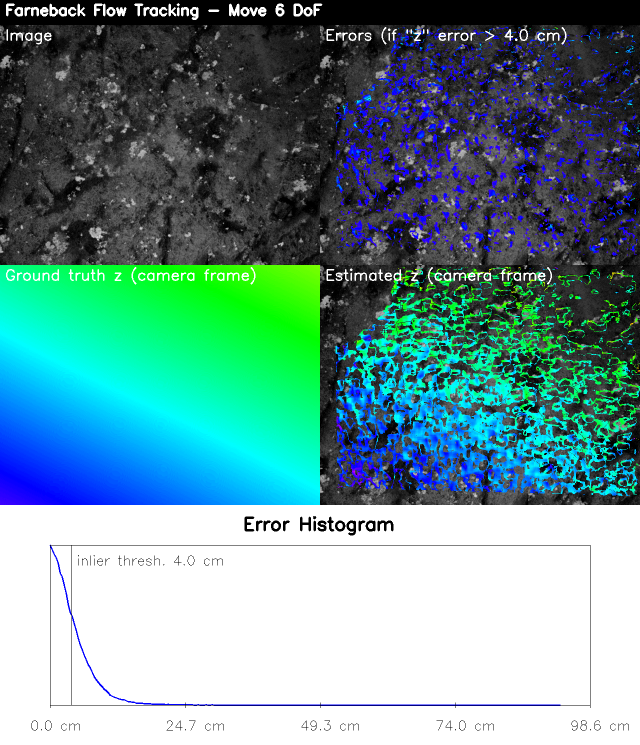 Farneback Flow Tracking - Move 6 DoF
Image
Errors (if "z" error > 4.0 cm)
Ground truth z (camera frame)
Estimated z (camera frame)
Error Histogram
inlier thresh. 4.0 cm
0.0 cm
24.7 cm
49.3 cm
74.0 cm
98.6 cm